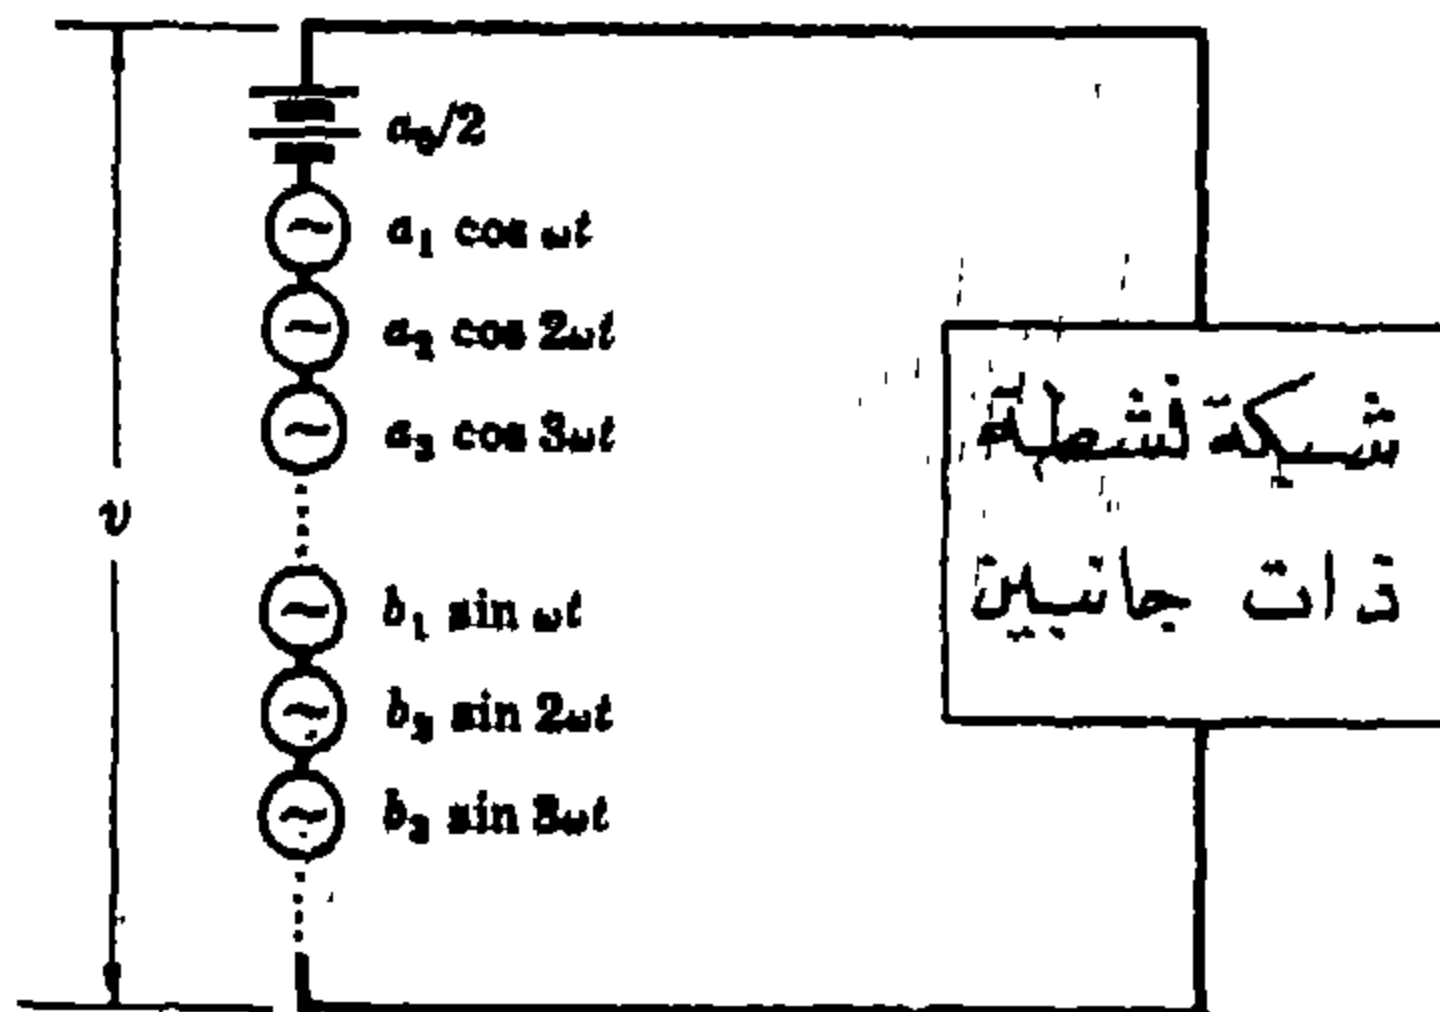 a₀/2
a₁ cos ωt
a₂ cos 2ωt
a₃ cos 3ωt
v
b₁ sin ωt
b₂ sin 2ωt
b₃ sin 3ωt
شبكة نشطة
ذات جانبين